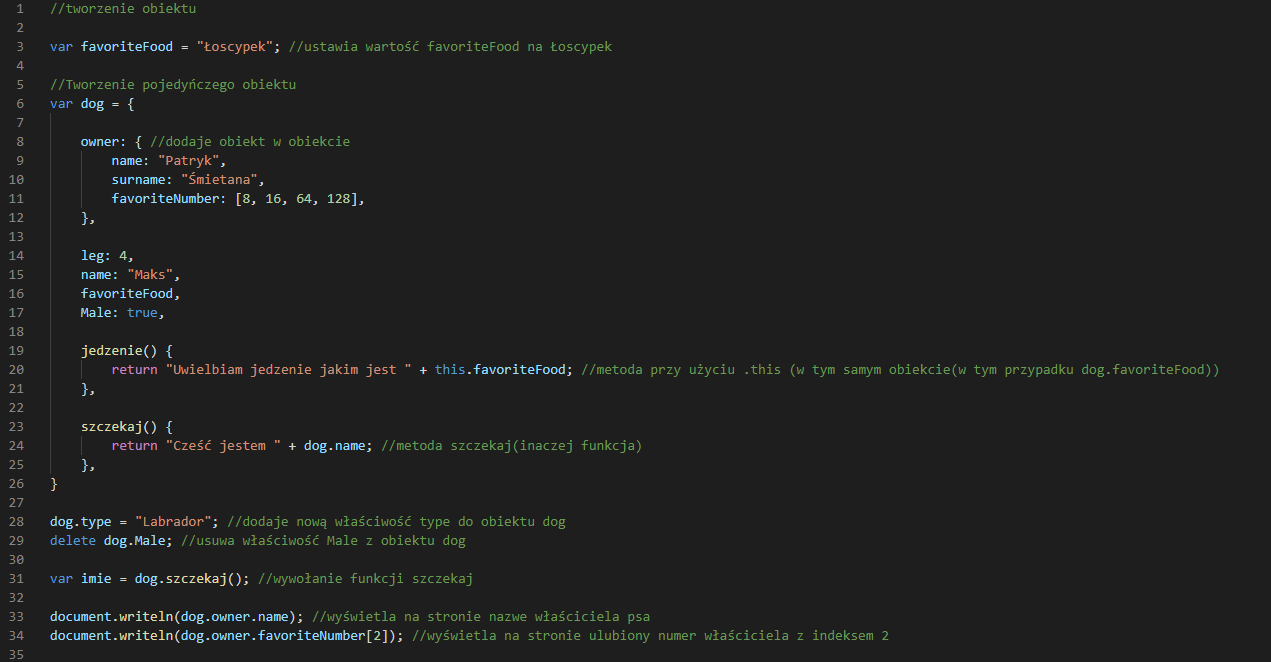 1 //tworzenie obiektu
2
3 var favoriteFood = "Łoscypek"; //ustawia wartość favoriteFood na Łoscypek
4
5 //Tworzenie pojedyńczego obiektu
6 var dog = {
7
8 owner: { //dodaje obiekt w obiekcie
9 name: "Patryk",
10 surname: "Śmietana",
11 favoriteNumber: [8, 16, 64, 128],
12 },
13
14 leg: 4,
15 name: "Maks",
16 favoriteFood,
17 Male: true,
18
19 jedzenie() {
20 return "Uwielbiam jedzenie jakim jest " + this.favoriteFood; //metoda przy użyciu .this (w tym samym obiekcie(w tym przypadku dog.favoriteFood))
21 },
22
23 szczekaj() {
24 return "Cześć jestem " + dog.name; //metoda szczekaj(inaczej funkcja)
25 },
26 }
27
28 dog.type = "Labrador"; //dodaje nową właściwość type do obiektu dog
29 delete dog.Male; //usuwa właściwość Male z obiektu dog
30
31 var imie = dog.szczekaj(); //wywołanie funkcji szczekaj
32
33 document.writeln(dog.owner.name); //wyświetla na stronie nazwe właściciela psa
34 document.writeln(dog.owner.favoriteNumber[2]); //wyświetla na stronie ulubiony numer właściciela z indeksem 2
35